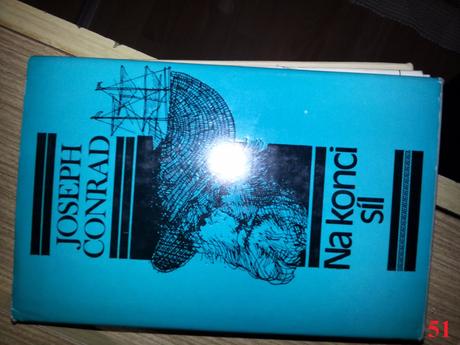 JOSEPH
CONRAD
Na konci
sil
51